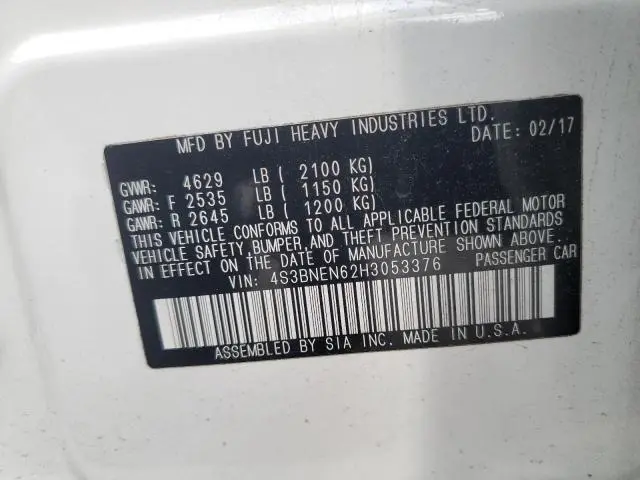 MFD BY FUJI HEAVY INDUSTRIES LTD.
DATE: 02/17
GVWR: 4629 LB ( 2100 KG)
GAWR: F 2535 LB ( 1150 KG)
GAWR: R 2645 LB ( 1200 KG)
THIS VEHICLE CONFORMS TO ALL APPLICABLE FEDERAL MOTOR
VEHICLE SAFETY,BUMPER,AND THEFT PREVENTION STANDARDS
IN EFFECT ON THE DATE OF MANUFACTURE SHOWN ABOVE.
VIN: 4S3BNEN62H3053376 PASSENGER CAR
ASSEMBLED BY SIA INC. MADE IN U.S.A.